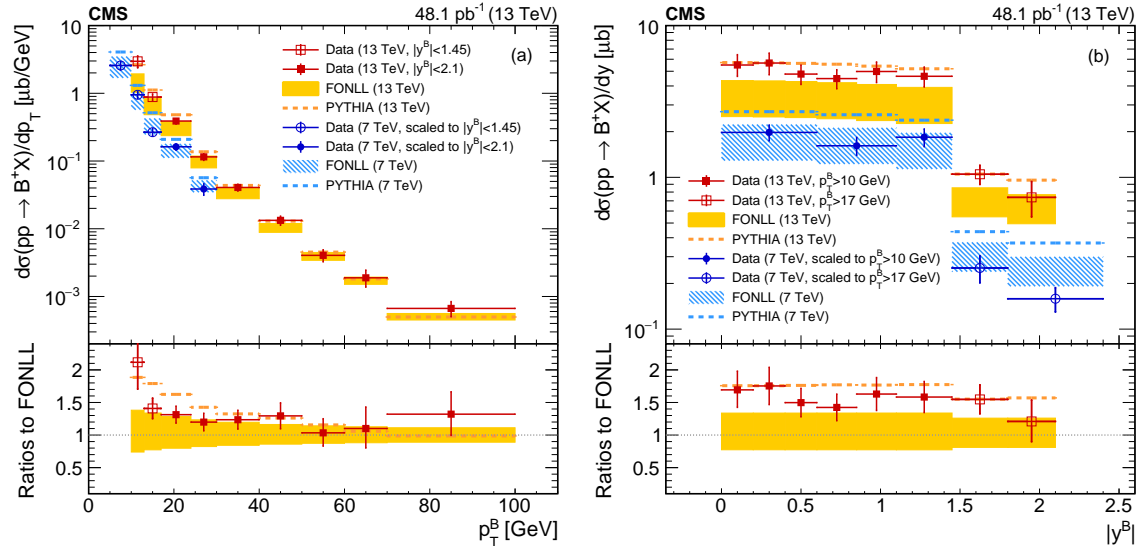 CMS 48.1 pb⁻¹ (13 TeV)
(a)
dσ(pp → B⁺X)/dp_T [μb/GeV]
10
1
10⁻¹
10⁻²
10⁻³
Data (13 TeV, |y^B|<1.45)
Data (13 TeV, |y^B|<2.1)
FONLL (13 TeV)
PYTHIA (13 TeV)
Data (7 TeV, scaled to |y^B|<1.45)
Data (7 TeV, scaled to |y^B|<2.1)
FONLL (7 TeV)
PYTHIA (7 TeV)
Ratios to FONLL
2
1.5
1
0.5
0 20 40 60 80 100
p_T^B [GeV]
CMS 48.1 pb⁻¹ (13 TeV)
(b)
dσ(pp → B⁺X)/dy [μb]
10
1
10⁻¹
Data (13 TeV, p_T^B>10 GeV)
Data (13 TeV, p_T^B>17 GeV)
FONLL (13 TeV)
PYTHIA (13 TeV)
Data (7 TeV, scaled to p_T^B>10 GeV)
Data (7 TeV, scaled to p_T^B>17 GeV)
FONLL (7 TeV)
PYTHIA (7 TeV)
Ratios to FONLL
2
1.5
1
0.5
0 0.5 1 1.5 2 2.5
|y^B|